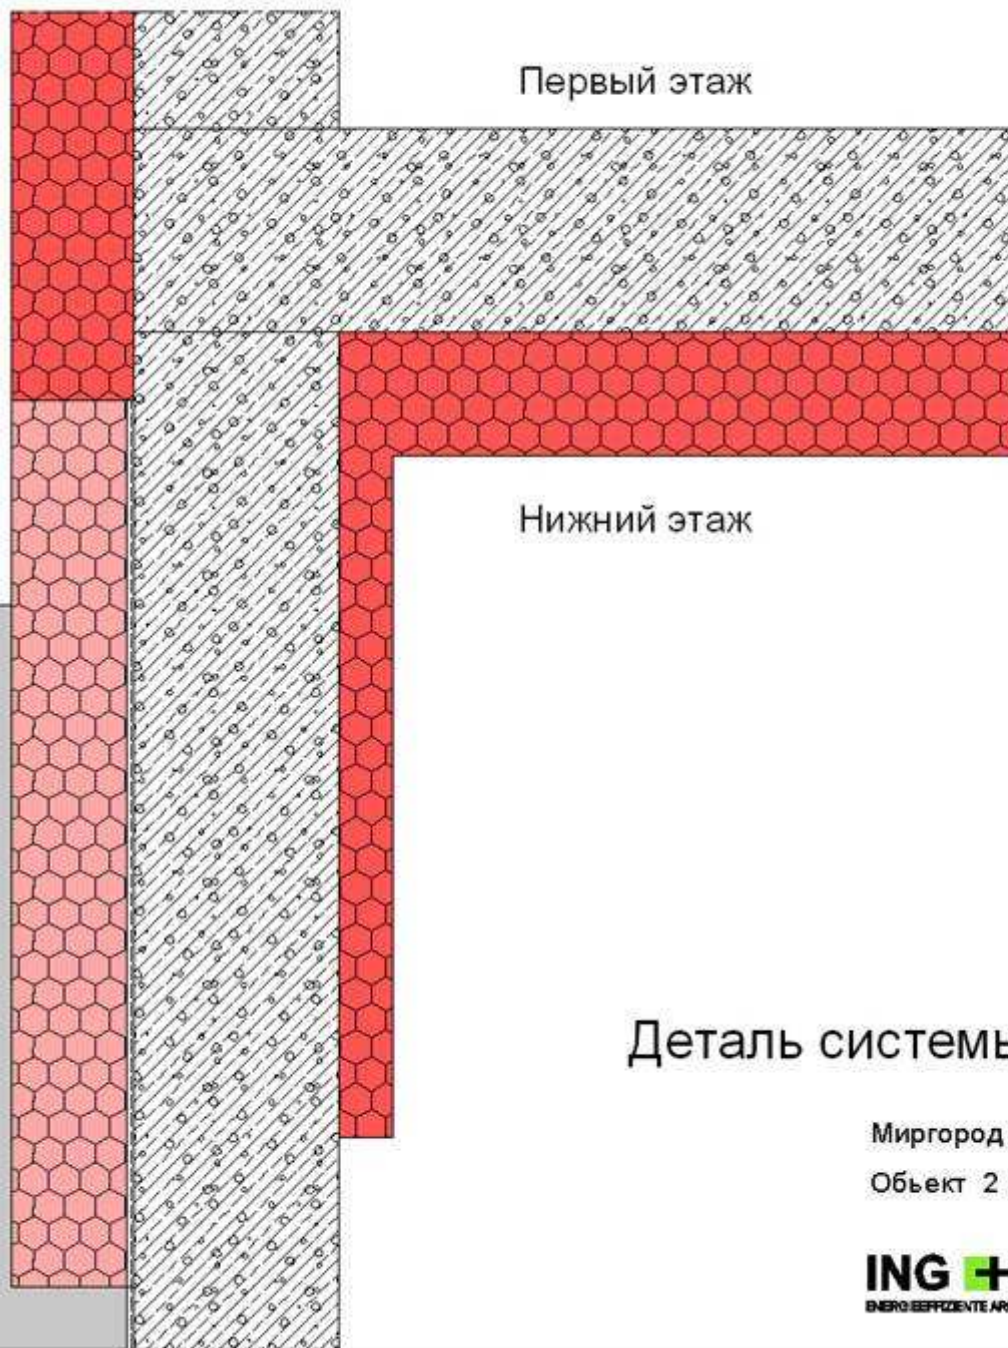 Первый этаж
Нижний этаж
Деталь системы
Миргород
Обьект 2
ING +